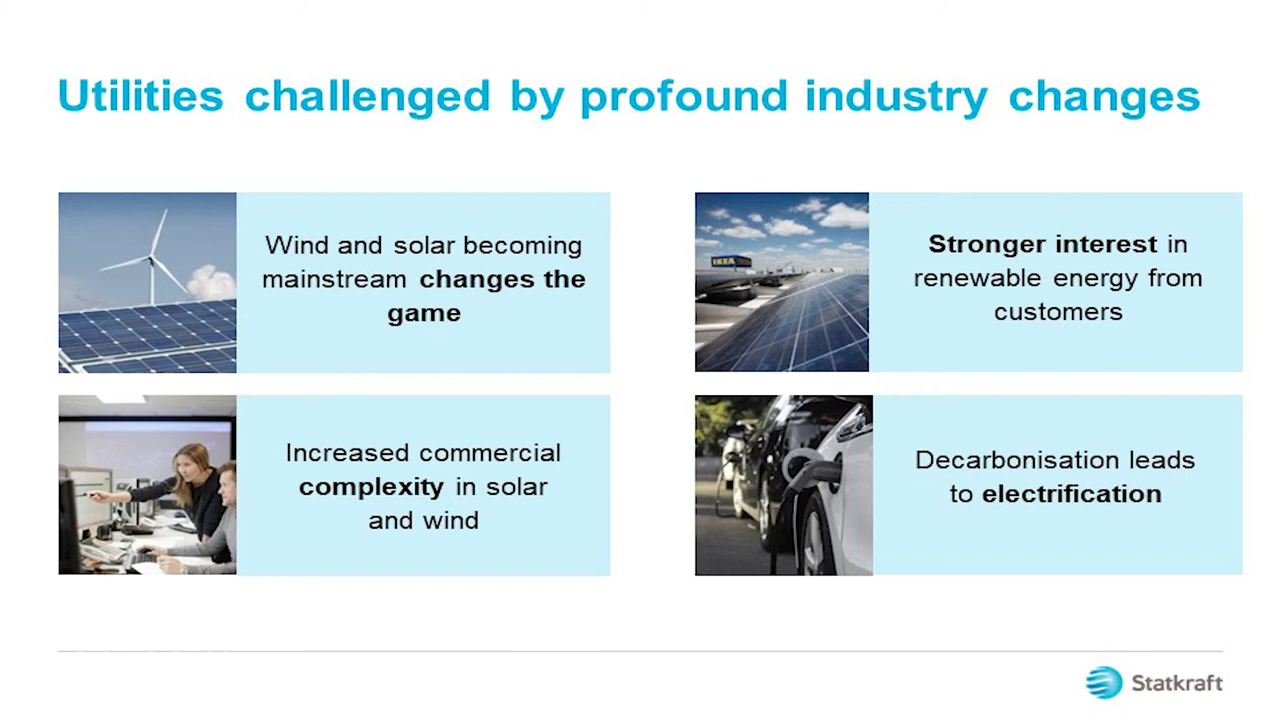 Utilities challenged by profound industry changes
Wind and solar becoming
mainstream changes the
game
IKEA
Stronger interest in
renewable energy from
customers
Increased commercial
complexity in solar
and wind
Decarbonisation leads
to electrification
Statkraft